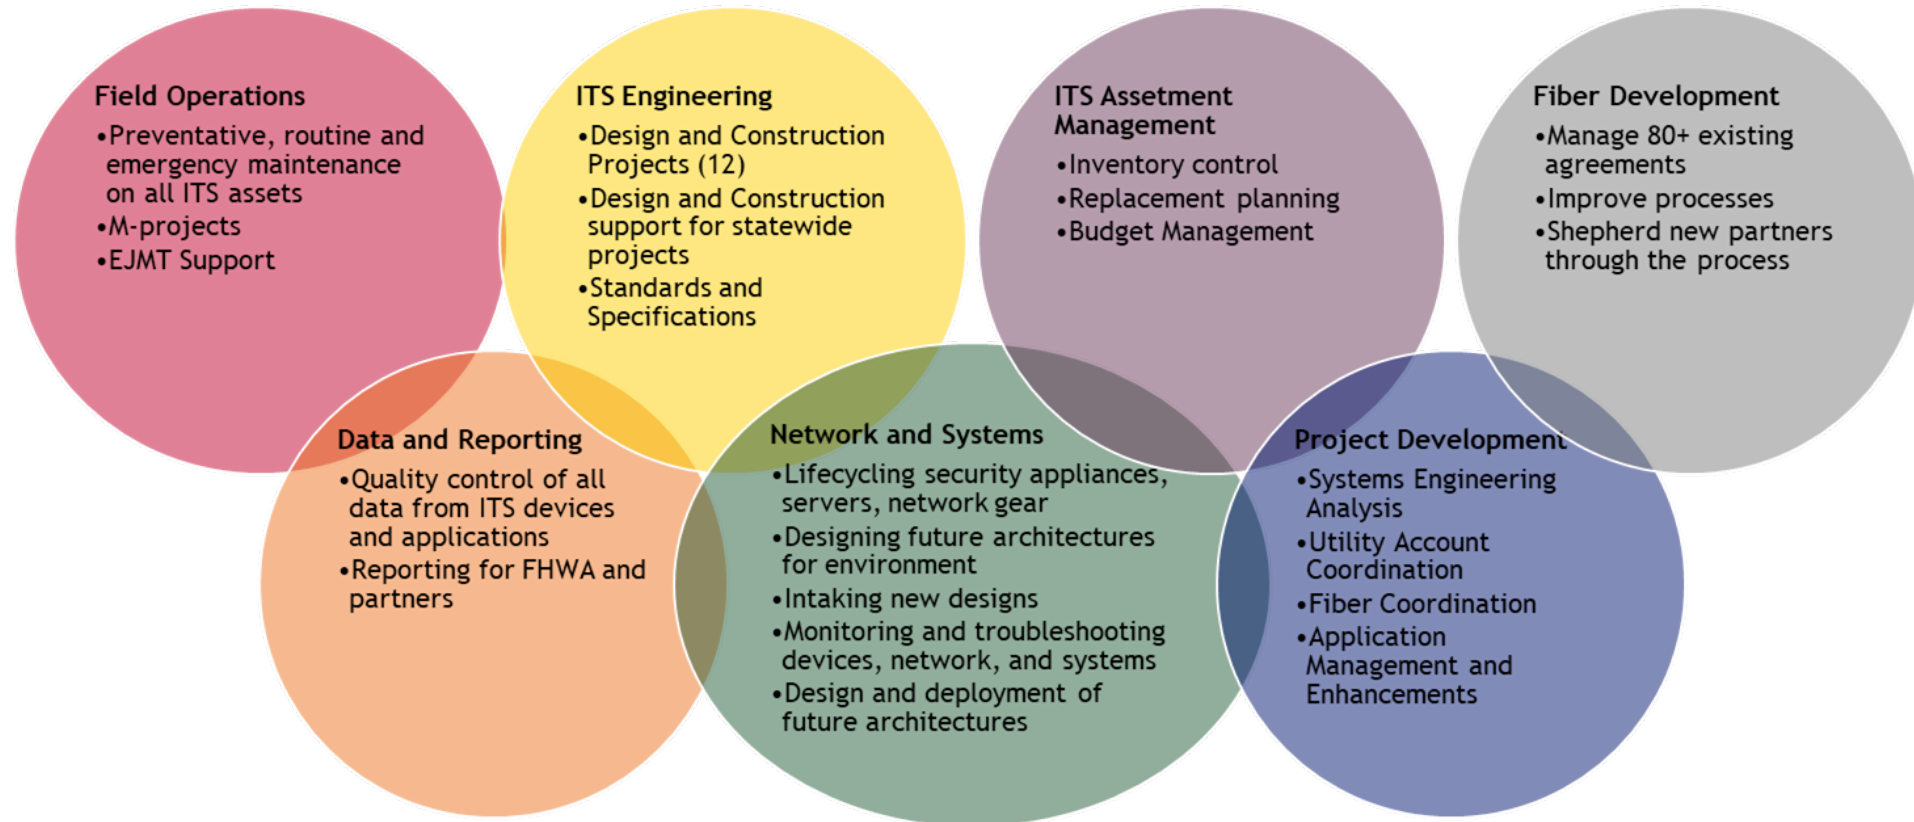 Field Operations
•Preventative, routine and
emergency maintenance
on all ITS assets
•M-projects
•EJMT Support
ITS Engineering
•Design and Construction
Projects (12)
•Design and Construction
support for statewide
projects
•Standards and
Specifications
ITS Assetment
Management
•Inventory control
•Replacement planning
•Budget Management
Fiber Development
•Manage 80+ existing
agreements
•Improve processes
•Shepherd new partners
through the process
Data and Reporting
•Quality control of all
data from ITS devices
and applications
•Reporting for FHWA and
partners
Network and Systems
•Lifecycling security appliances,
servers, network gear
•Designing future architectures
for environment
•Intaking new designs
•Monitoring and troubleshooting
devices, network, and systems
•Design and deployment of
future architectures
Project Development
•Systems Engineering
Analysis
•Utility Account
Coordination
•Fiber Coordination
•Application
Management and
Enhancements